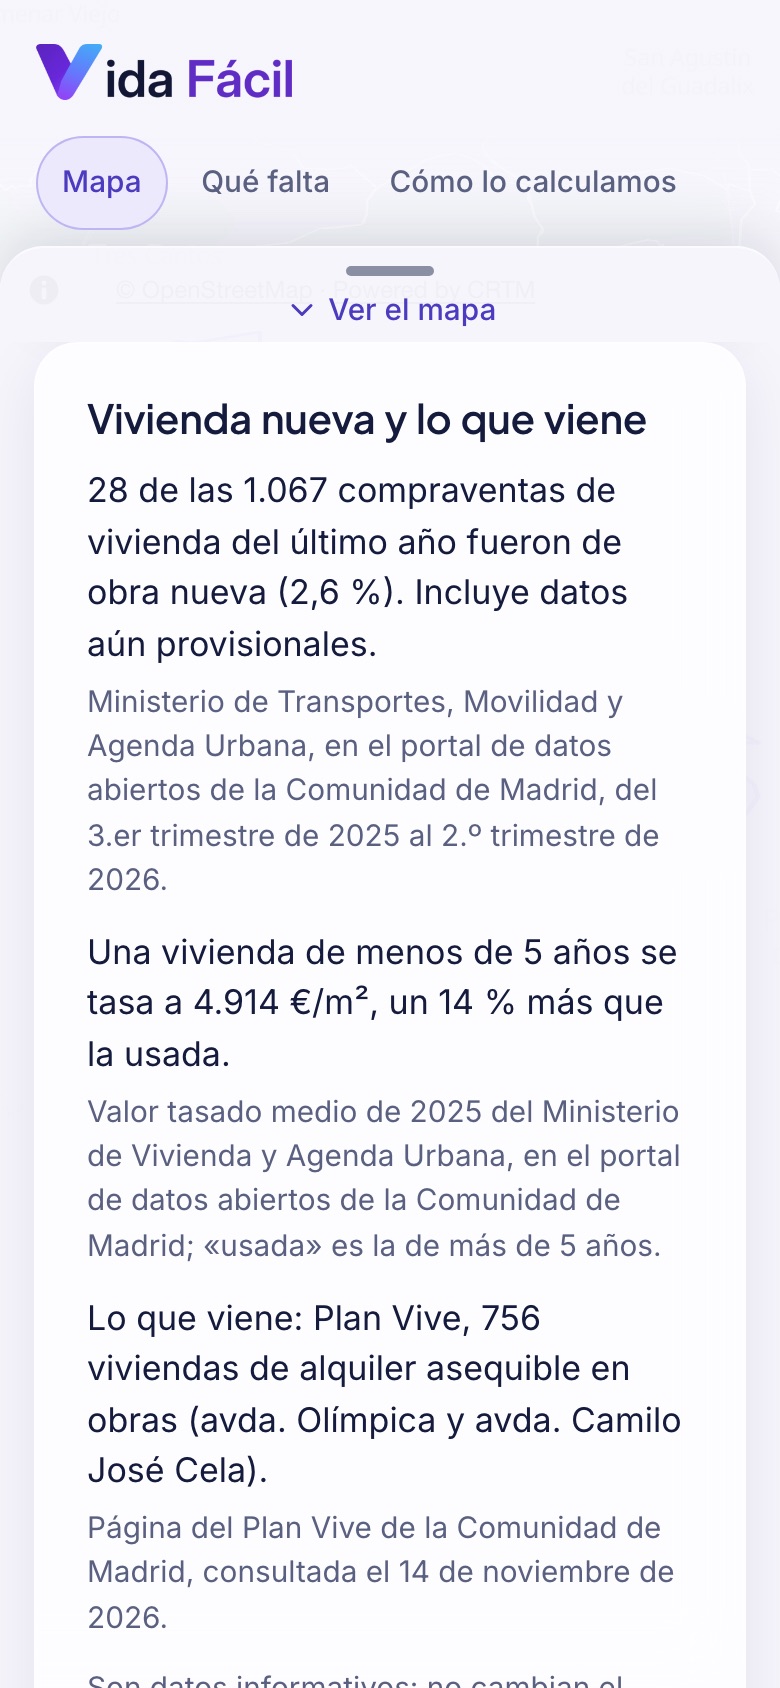 Vida Fácil
Mapa
Qué falta
Cómo lo calculamos
© OpenStreetMap · Powered by CRTM
Ver el mapa
Vivienda nueva y lo que viene
28 de las 1.067 compraventas de
vivienda del último año fueron de
obra nueva (2,6 %). Incluye datos
aún provisionales.
Ministerio de Transportes, Movilidad y
Agenda Urbana, en el portal de datos
abiertos de la Comunidad de Madrid, del
3.er trimestre de 2025 al 2.º trimestre de
2026.
Una vivienda de menos de 5 años se
tasa a 4.914 €/m², un 14 % más que
la usada.
Valor tasado medio de 2025 del Ministerio
de Vivienda y Agenda Urbana, en el portal
de datos abiertos de la Comunidad de
Madrid; «usada» es la de más de 5 años.
Lo que viene: Plan Vive, 756
viviendas de alquiler asequible en
obras (avda. Olímpica y avda. Camilo
José Cela).
Página del Plan Vive de la Comunidad de
Madrid, consultada el 14 de noviembre de
2026.
Son datos informativos: no cambian el